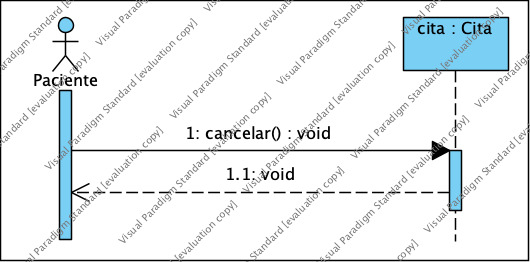 cita : Cita
Paciente
1: cancelar() : void
1.1: void
Visual Paradigm Standard [evaluation copy]